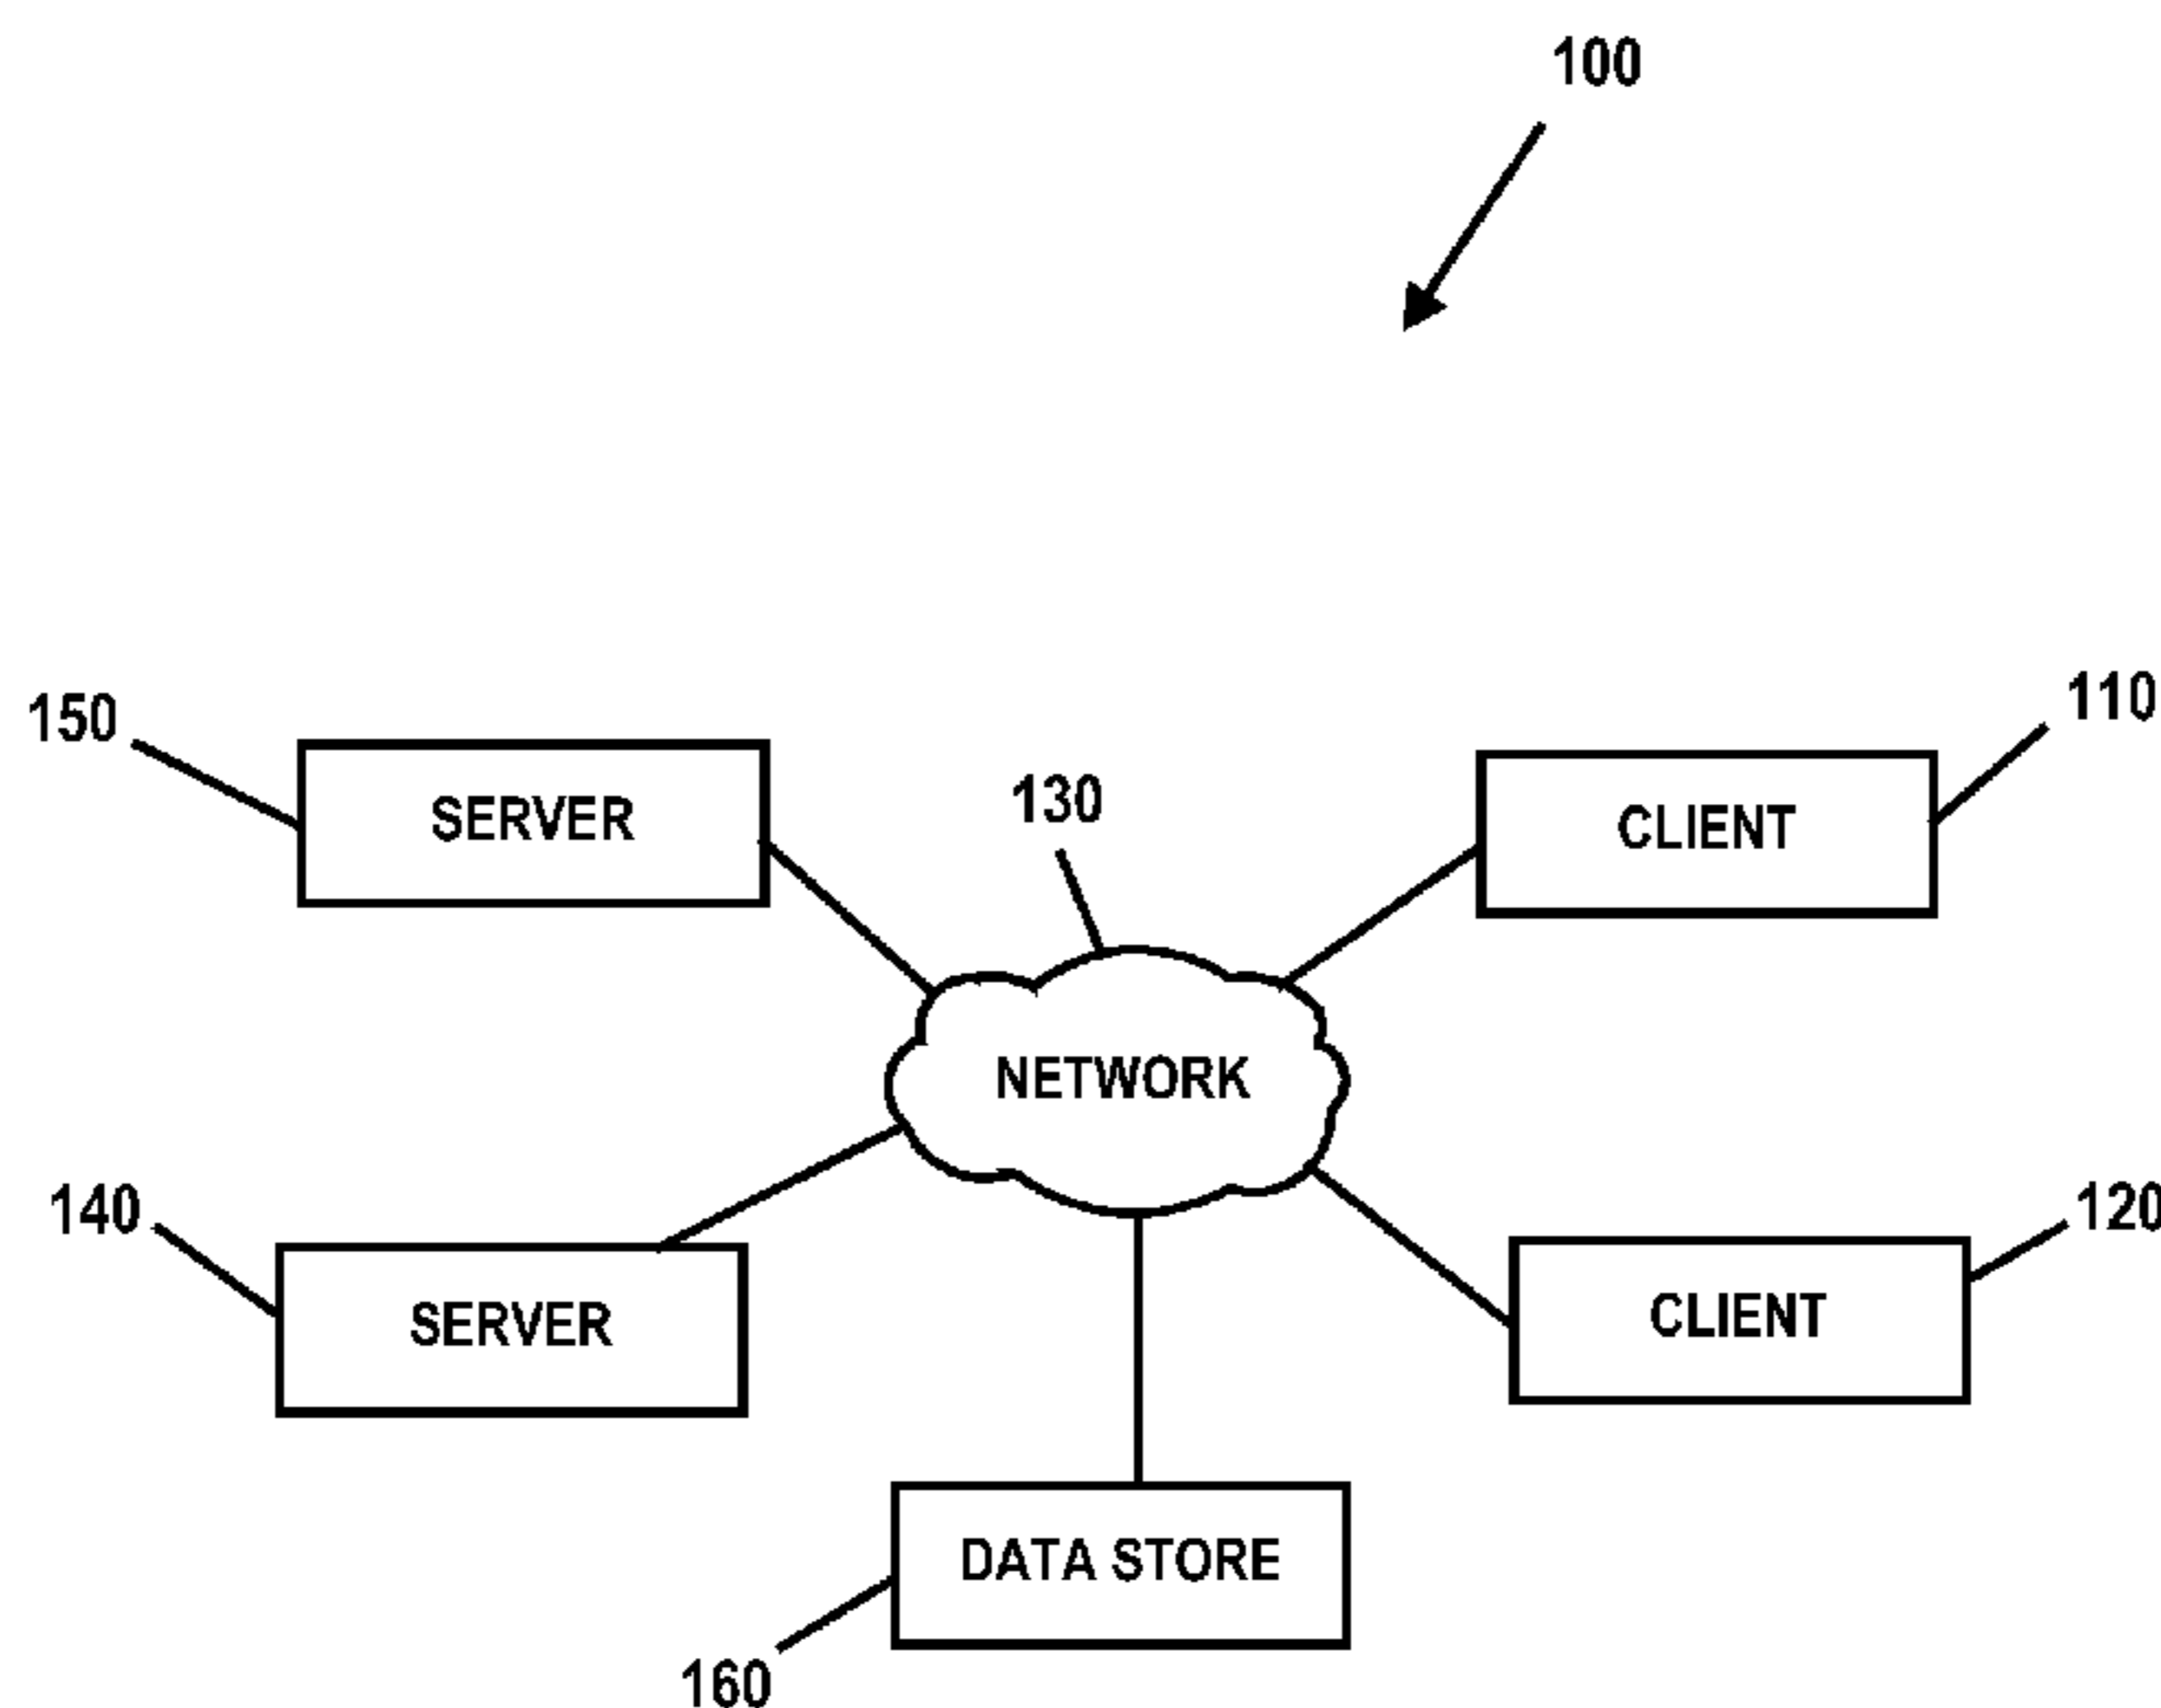 100
150
SERVER
130
110
CLIENT
NETWORK
140
SERVER
120
CLIENT
DATA STORE
160